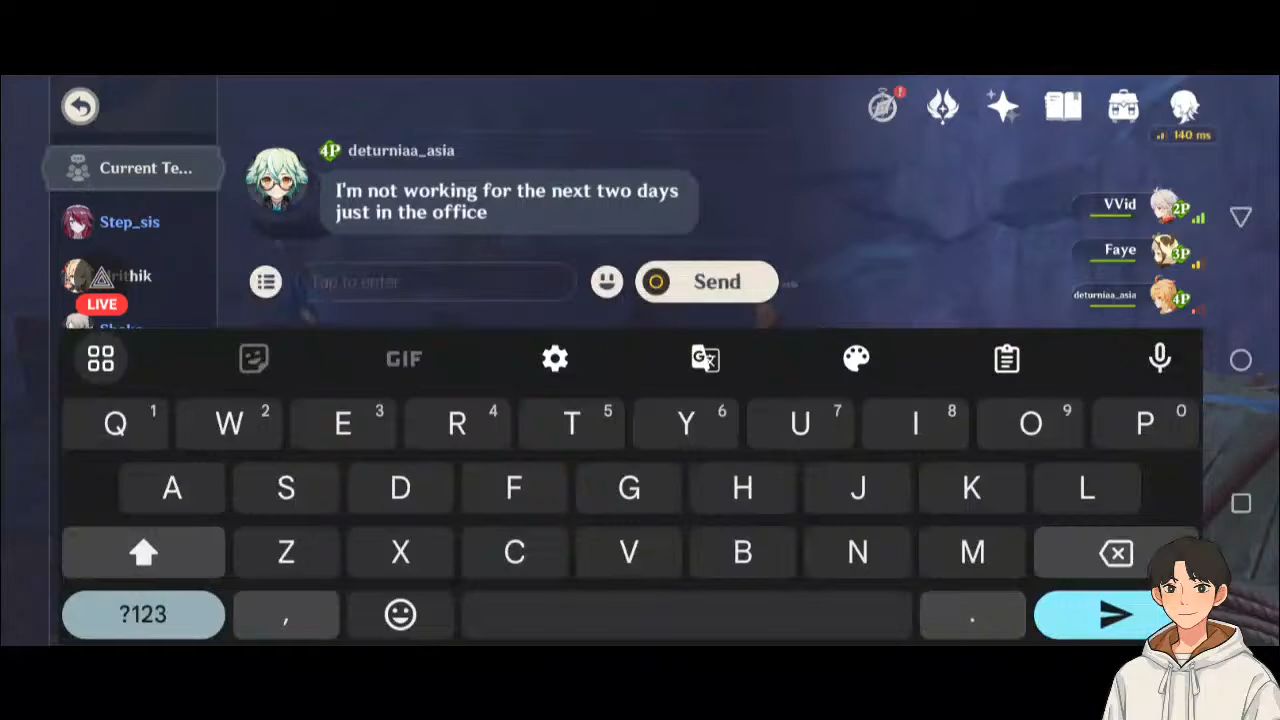 140 ms
Current Te...
4P deturniaa_asia
I'm not working for the next two days
just in the office
Step_sis
LIVE
Tap to enter
Send
VVid 2P
Faye 3P
deturniaa_asia 4P
GIF
Q 1 W 2 E 3 R 4 T 5 Y 6 U 7 I 8 O 9 P 0
A S D F G H J K L
Z X C V B N M
?123 , .